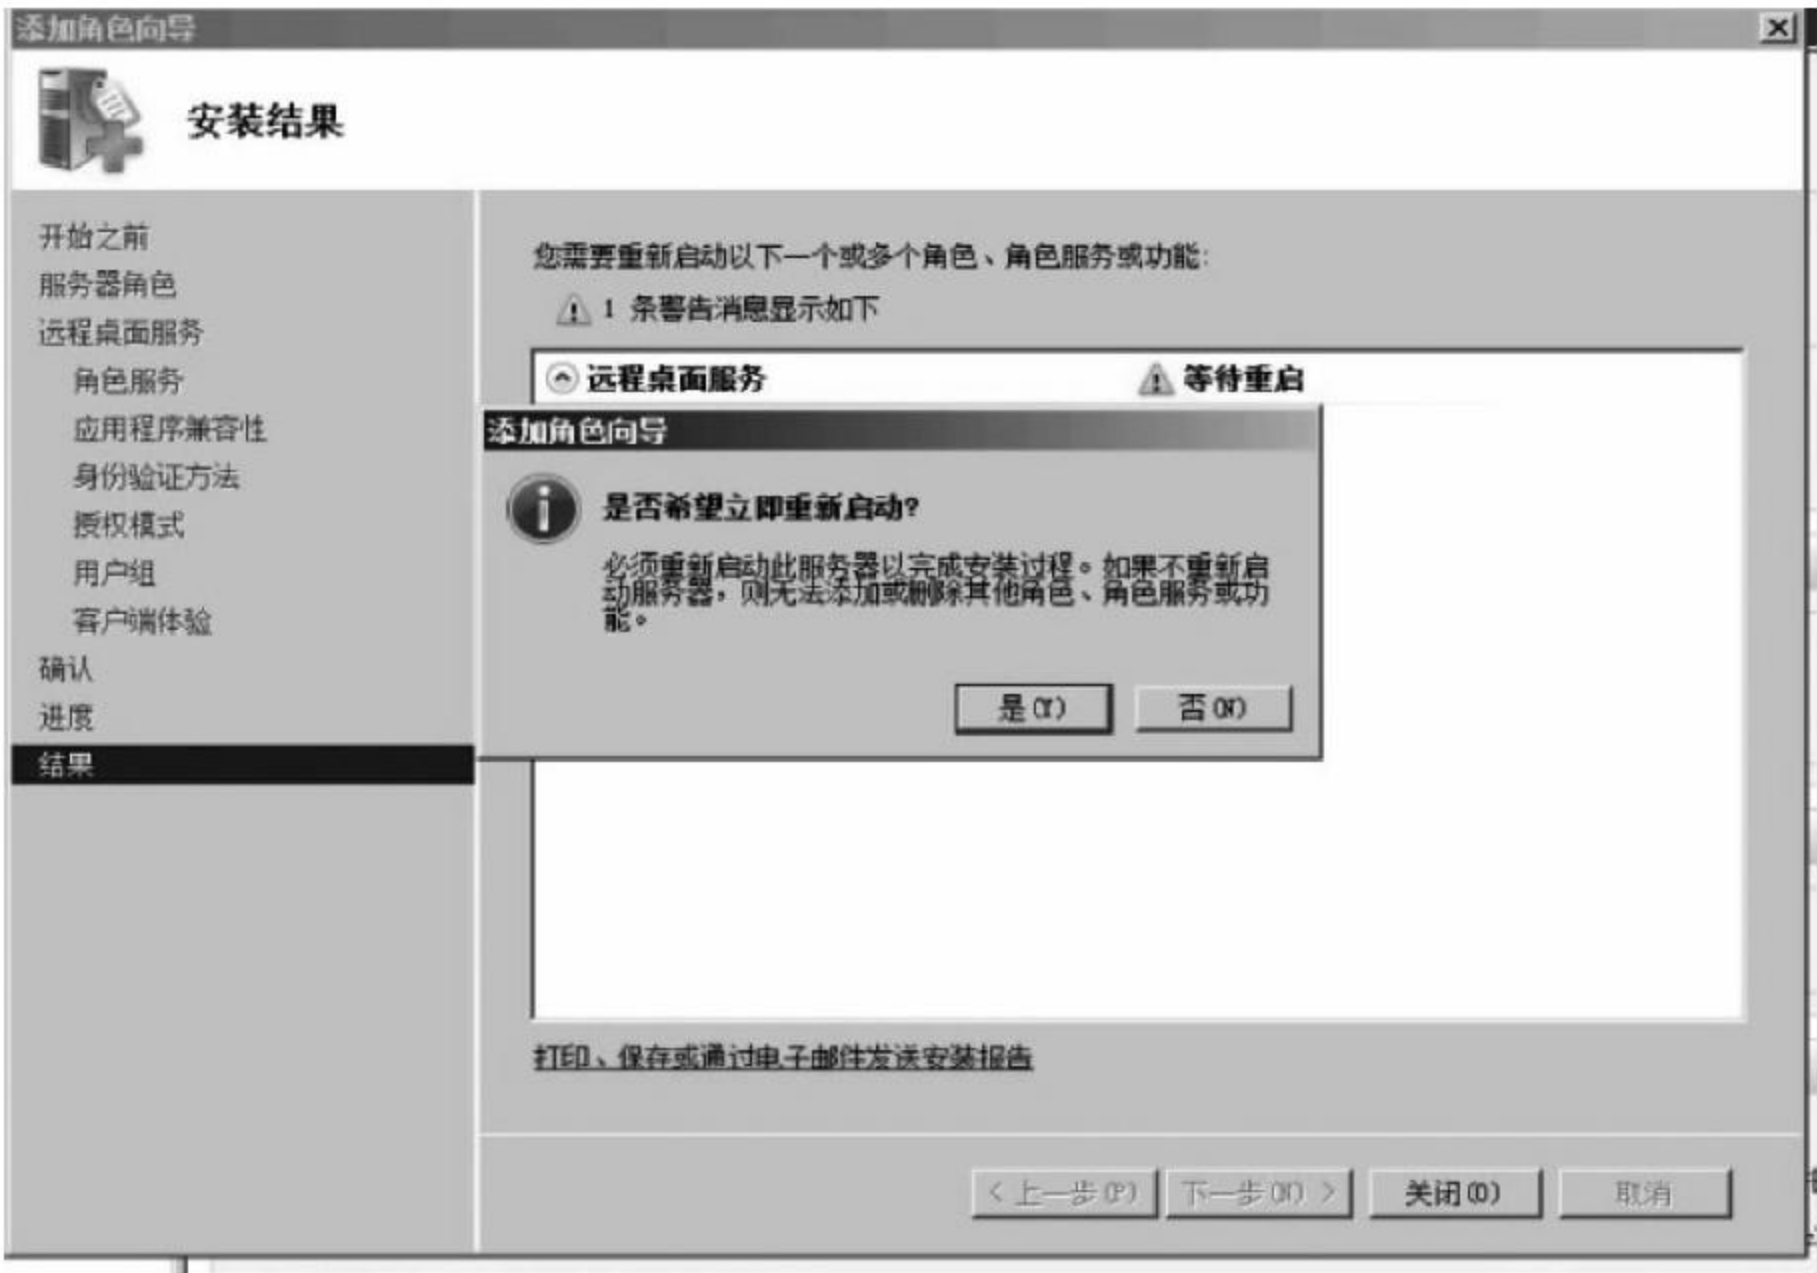 添加角色向导
安装结果
开始之前
服务器角色
远程桌面服务
角色服务
应用程序兼容性
身份验证方法
授权模式
用户组
客户端体验
确认
进度
结果
您需要重新启动以下一个或多个角色、角色服务或功能:
1 条警告消息显示如下
远程桌面服务
等待重启
添加角色向导
是否希望立即重新启动?
必须重新启动此服务器以完成安装过程。如果不重新启
动服务器，则无法添加或删除其他角色、角色服务或功
能。
是(Y)
否(N)
打印、保存或通过电子邮件发送安装报告
< 上一步(P)
下一步(N) >
关闭(O)
取消